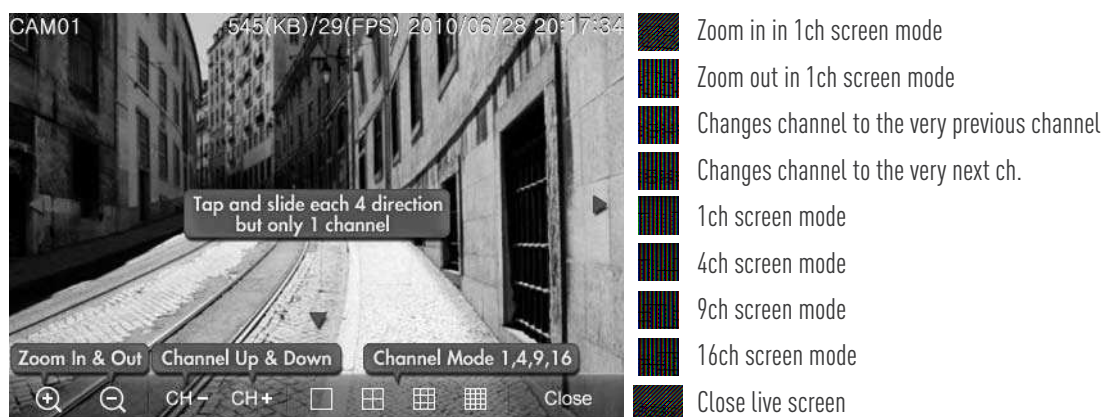 CAM01 545(KB)/29(FPS) 2010/06/28 20:17:34
Tap and slide each 4 direction
but only 1 channel
Zoom In & Out Channel Up & Down Channel Mode 1,4,9,16
CH- CH+ Close
Zoom in in 1ch screen mode
Zoom out in 1ch screen mode
Changes channel to the very previous channel
Changes channel to the very next ch.
1ch screen mode
4ch screen mode
9ch screen mode
16ch screen mode
Close live screen